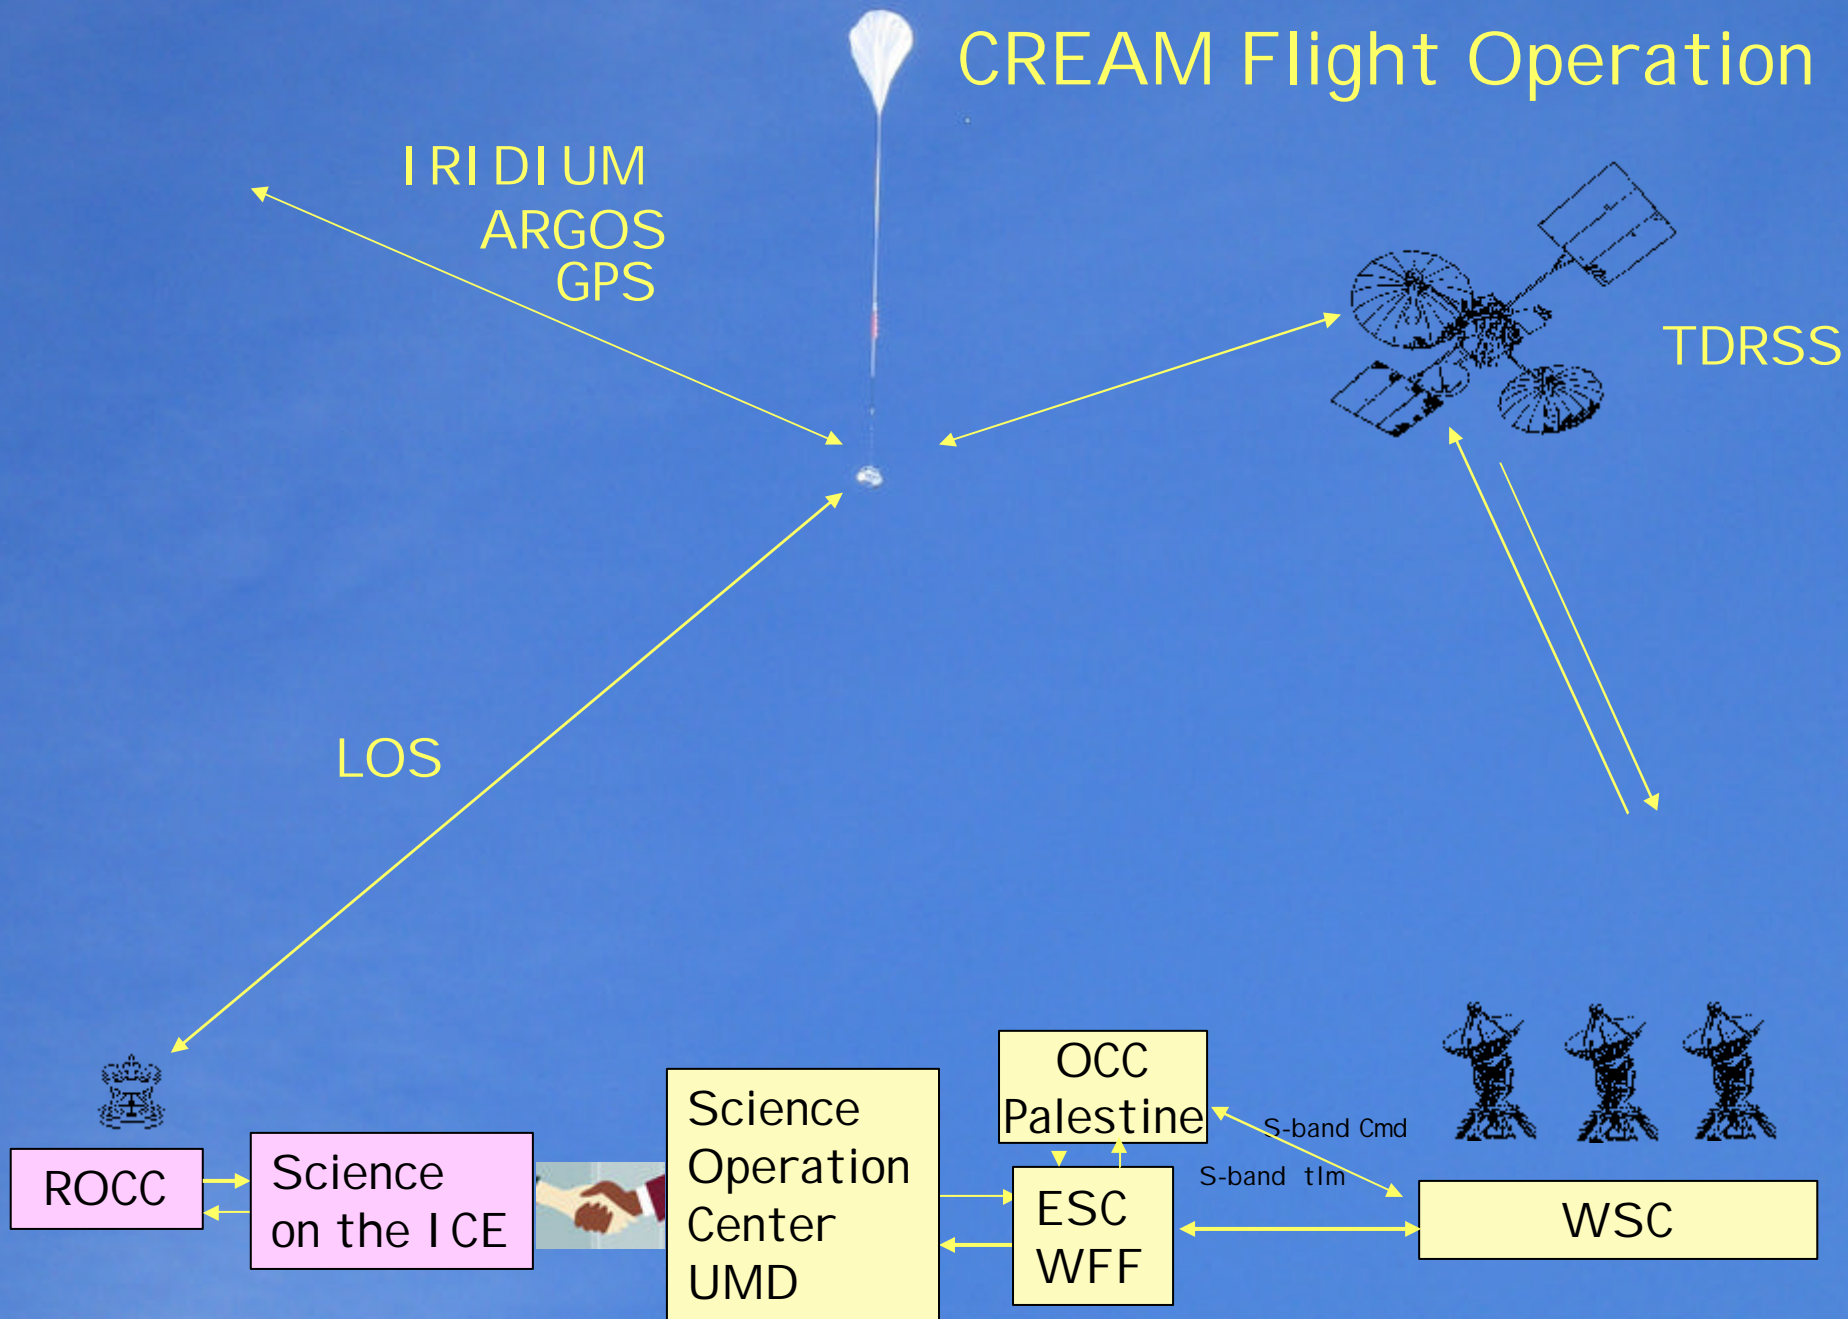 CREAM Flight Operation
IRIDIUM
ARGOS
GPS
TDRSS
LOS
ROCC
Science
on the ICE
Science
Operation
Center
UMD
OCC
Palestine
ESC
WFF
S-band Cmd
S-band tlm
WSC